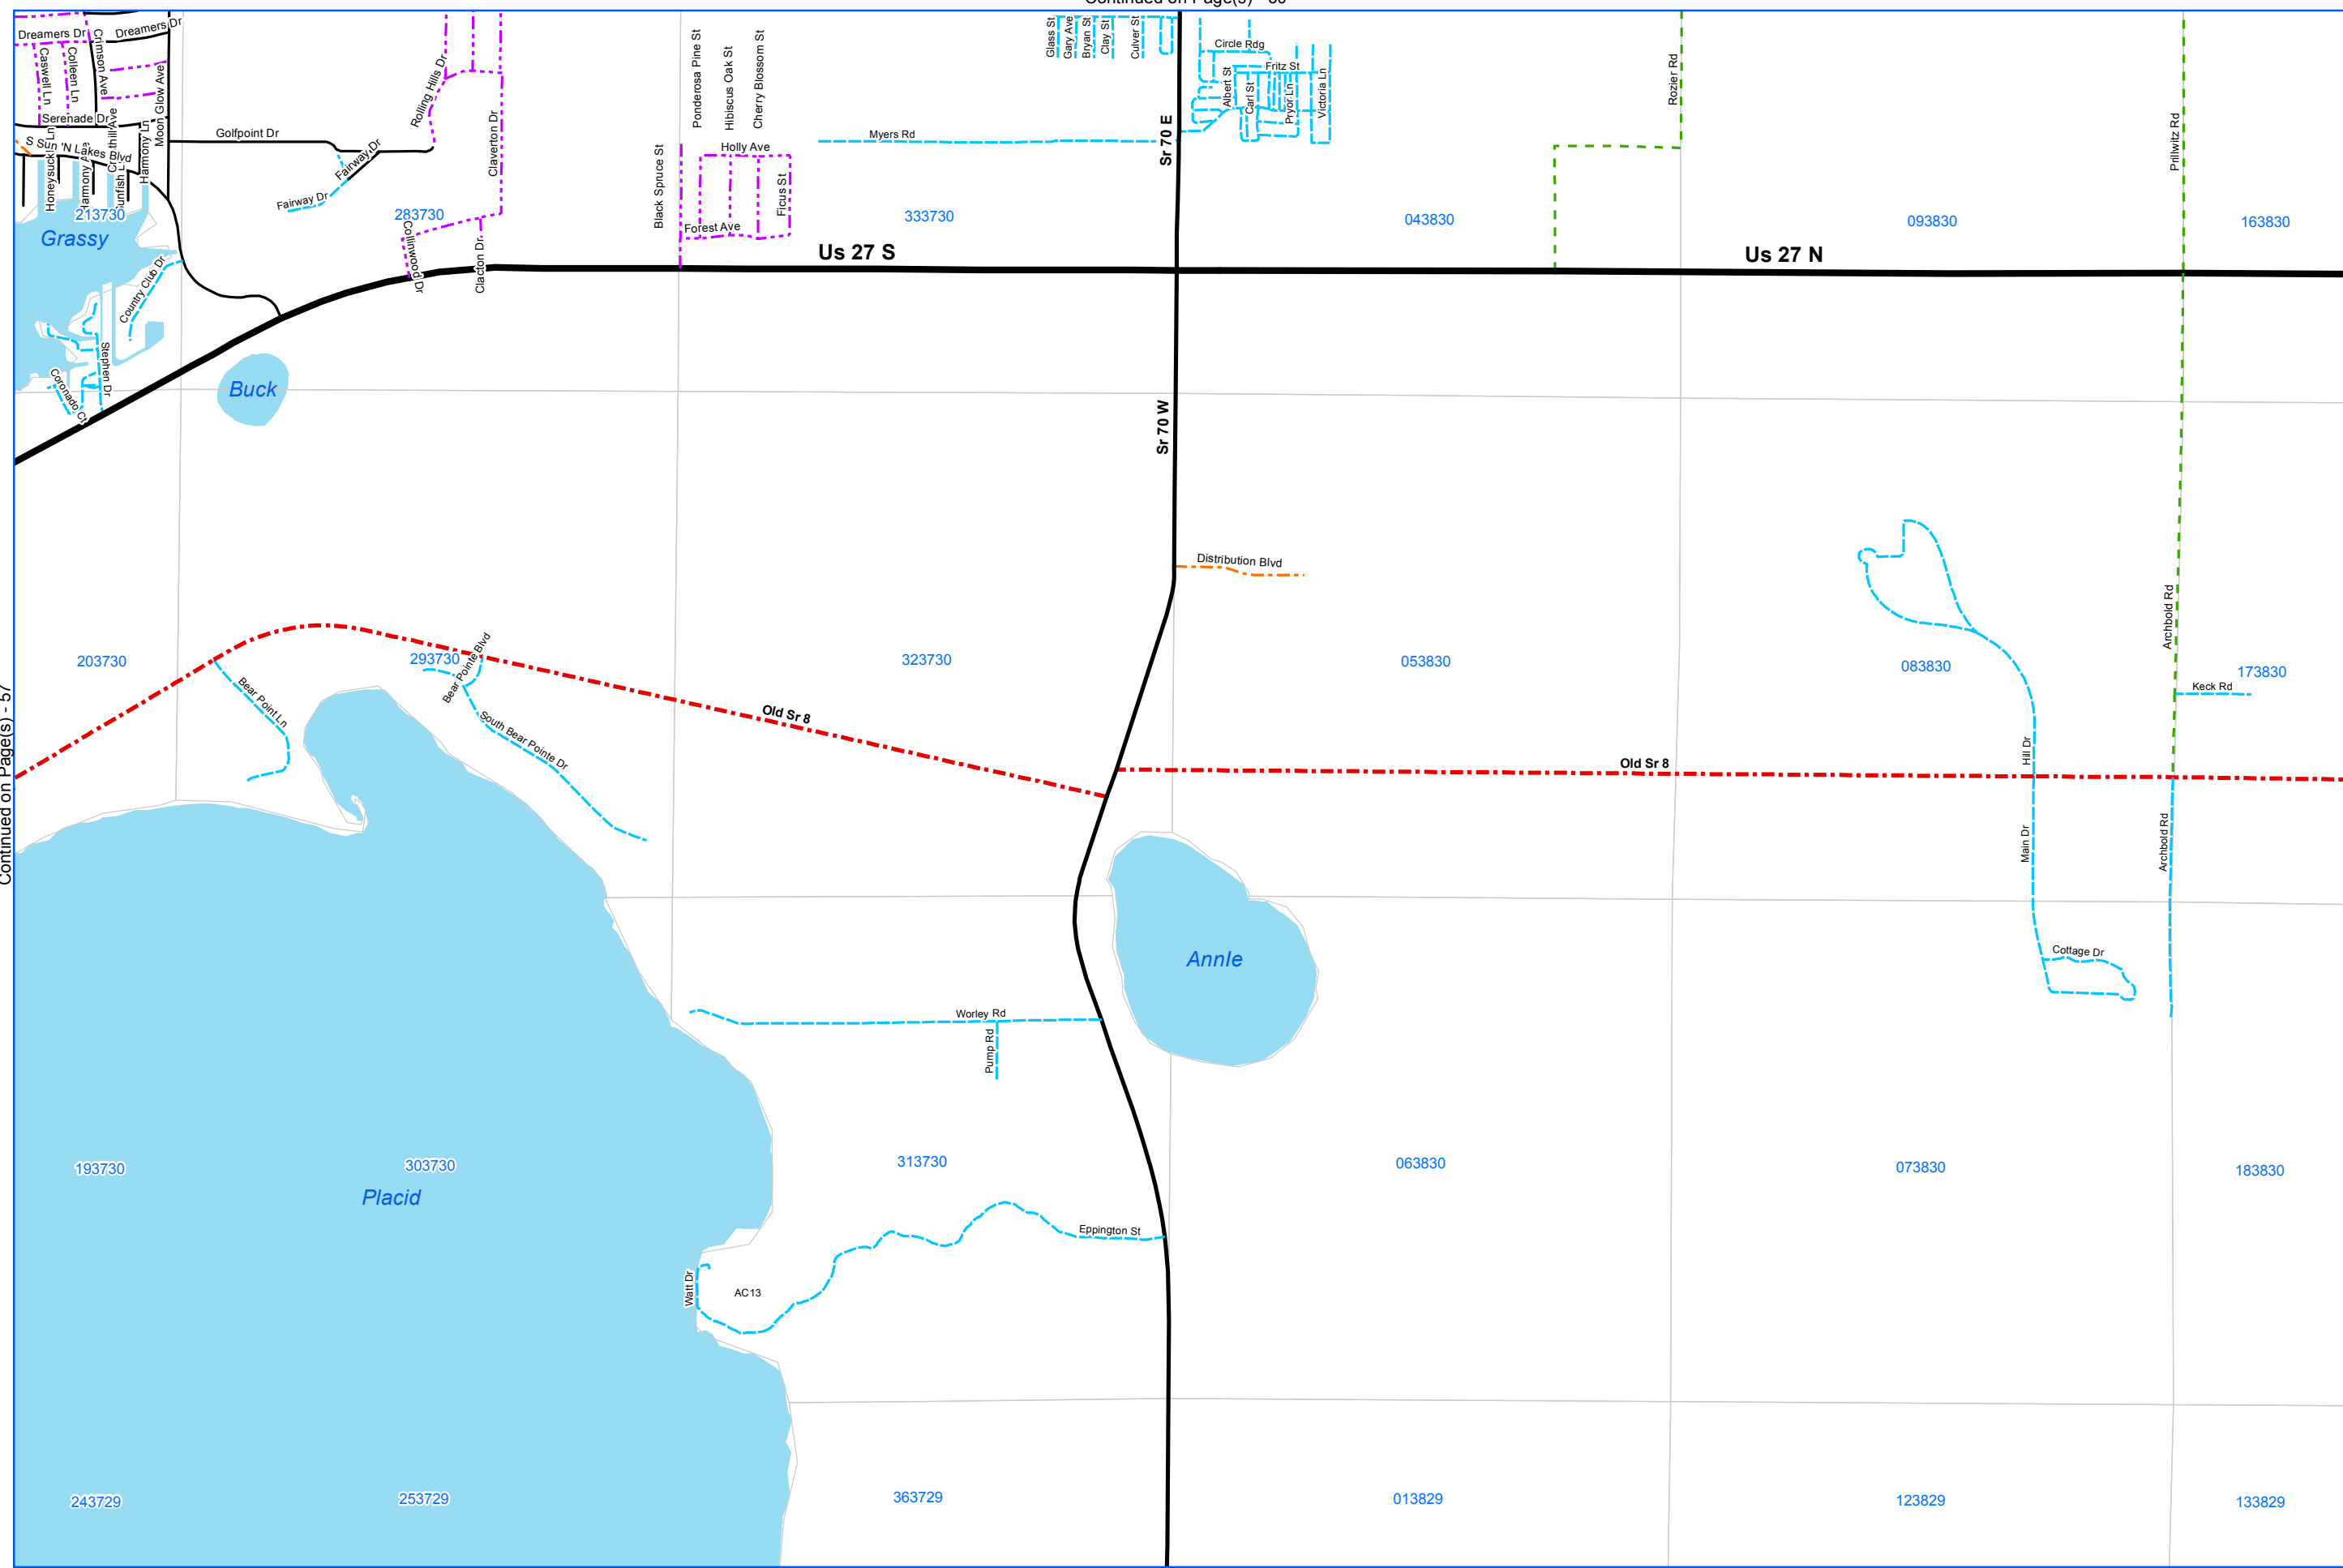 Dreamers Dr
Dreamers Dr
Caswell Ln
Colleen Ln
Crimson Ave
Moon Glow Ave
Serenade Dr
S Sun 'N Lakes Blvd
Harmony Ln
213730
Grassy
Golfpoint Dr
Fairway Dr
Fairway Dr
Rolling Hills Dr
Claverton Dr
283730
Collinwood Dr
Clacton Dr
Country Club Dr
Stephen Dr
Coronado Ct
Buck
Black Spruce St
Ponderosa Pine St
Hibiscus Oak St
Cherry Blossom St
Holly Ave
Ficus St
Forest Ave
Myers Rd
333730
Glass St
Gary Ave
Bryan St
Clay St
Culver St
Sr 70 E
Circle Rdg
Fritz St
Albert St
Carl St
Pryor Ln
Victoria Ln
043830
Rozier Rd
093830
Prillwitz Rd
163830
Us 27 S
Us 27 N
Sr 70 W
Distribution Blvd
203730
293730
323730
053830
083830
173830
Archbold Rd
Keck Rd
Bear Point Ln
Bear Pointe Blvd
South Bear Pointe Dr
Old Sr 8
Old Sr 8
Hill Dr
Main Dr
Archbold Rd
Continued on Page(s) - 57
Annie
Cottage Dr
Worley Rd
Pump Rd
193730
303730
313730
063830
073830
183830
Placid
Eppington St
Watt Dr
AC13
243729
253729
363729
013829
123829
133829